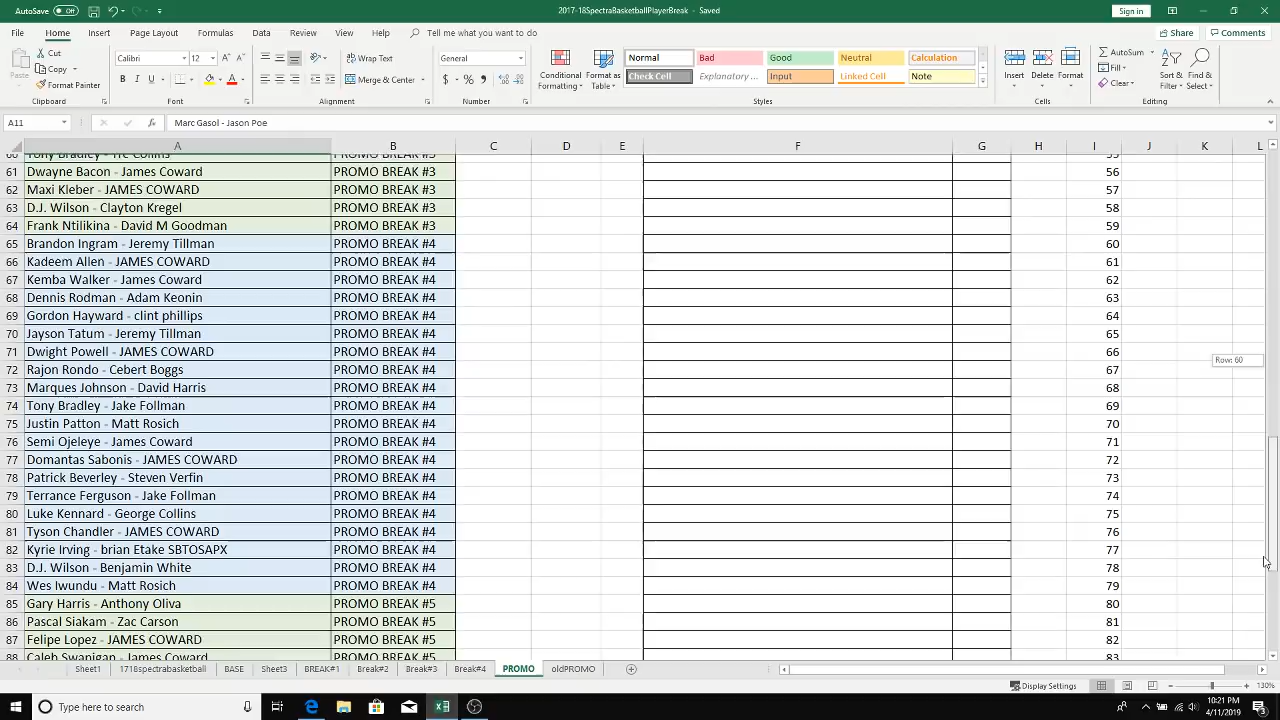 AutoSave Off 2017-18SpectraBasketballPlayerBreak - Saved Sign in
File Home Insert Page Layout Formulas Data Review View Help Tell me what you want to do Share Comments
Paste Cut Copy Format Painter Calibri 12 Wrap Text Merge & Center General Conditional Formatting Format as Table Normal Bad Good Neutral Calculation Insert Delete Format AutoSum Sort & Filter Find & Select
B I U A $ % Check Cell Explanatory ... Input Linked Cell Note Fill Clear
Clipboard Font Alignment Number Styles Cells Editing
A11 fx Marc Gasol - Jason Poe
A B C D E F G H I J K L
60 Tony Bradley - Tre Collins PROMO BREAK #3 55
61 Dwayne Bacon - James Coward PROMO BREAK #3 56
62 Maxi Kleber - JAMES COWARD PROMO BREAK #3 57
63 D.J. Wilson - Clayton Kregel PROMO BREAK #3 58
64 Frank Ntilikina - David M Goodman PROMO BREAK #3 59
65 Brandon Ingram - Jeremy Tillman PROMO BREAK #4 60
66 Kadeem Allen - JAMES COWARD PROMO BREAK #4 61
67 Kemba Walker - James Coward PROMO BREAK #4 62
68 Dennis Rodman - Adam Keonin PROMO BREAK #4 63
69 Gordon Hayward - clint phillips PROMO BREAK #4 64
70 Jayson Tatum - Jeremy Tillman PROMO BREAK #4 65
71 Dwight Powell - JAMES COWARD PROMO BREAK #4 66 Row: 60
72 Rajon Rondo - Cebert Boggs PROMO BREAK #4 67
73 Marques Johnson - David Harris PROMO BREAK #4 68
74 Tony Bradley - Jake Follman PROMO BREAK #4 69
75 Justin Patton - Matt Rosich PROMO BREAK #4 70
76 Semi Ojeleye - James Coward PROMO BREAK #4 71
77 Domantas Sabonis - JAMES COWARD PROMO BREAK #4 72
78 Patrick Beverley - Steven Verfin PROMO BREAK #4 73
79 Terrance Ferguson - Jake Follman PROMO BREAK #4 74
80 Luke Kennard - George Collins PROMO BREAK #4 75
81 Tyson Chandler - JAMES COWARD PROMO BREAK #4 76
82 Kyrie Irving - brian Etake SBTOSAPX PROMO BREAK #4 77
83 D.J. Wilson - Benjamin White PROMO BREAK #4 78
84 Wes Iwundu - Matt Rosich PROMO BREAK #4 79
85 Gary Harris - Anthony Oliva PROMO BREAK #5 80
86 Pascal Siakam - Zac Carson PROMO BREAK #5 81
87 Felipe Lopez - JAMES COWARD PROMO BREAK #5 82
88 Caleb Swanigan - James Coward PROMO BREAK #5 83
Sheet1 1718spectrabasketball BASE Sheet3 BREAK#1 Break#2 Break#3 Break#4 PROMO oldPROMO
Display Settings 130%
Type here to search 10:21 PM
4/11/2019 3